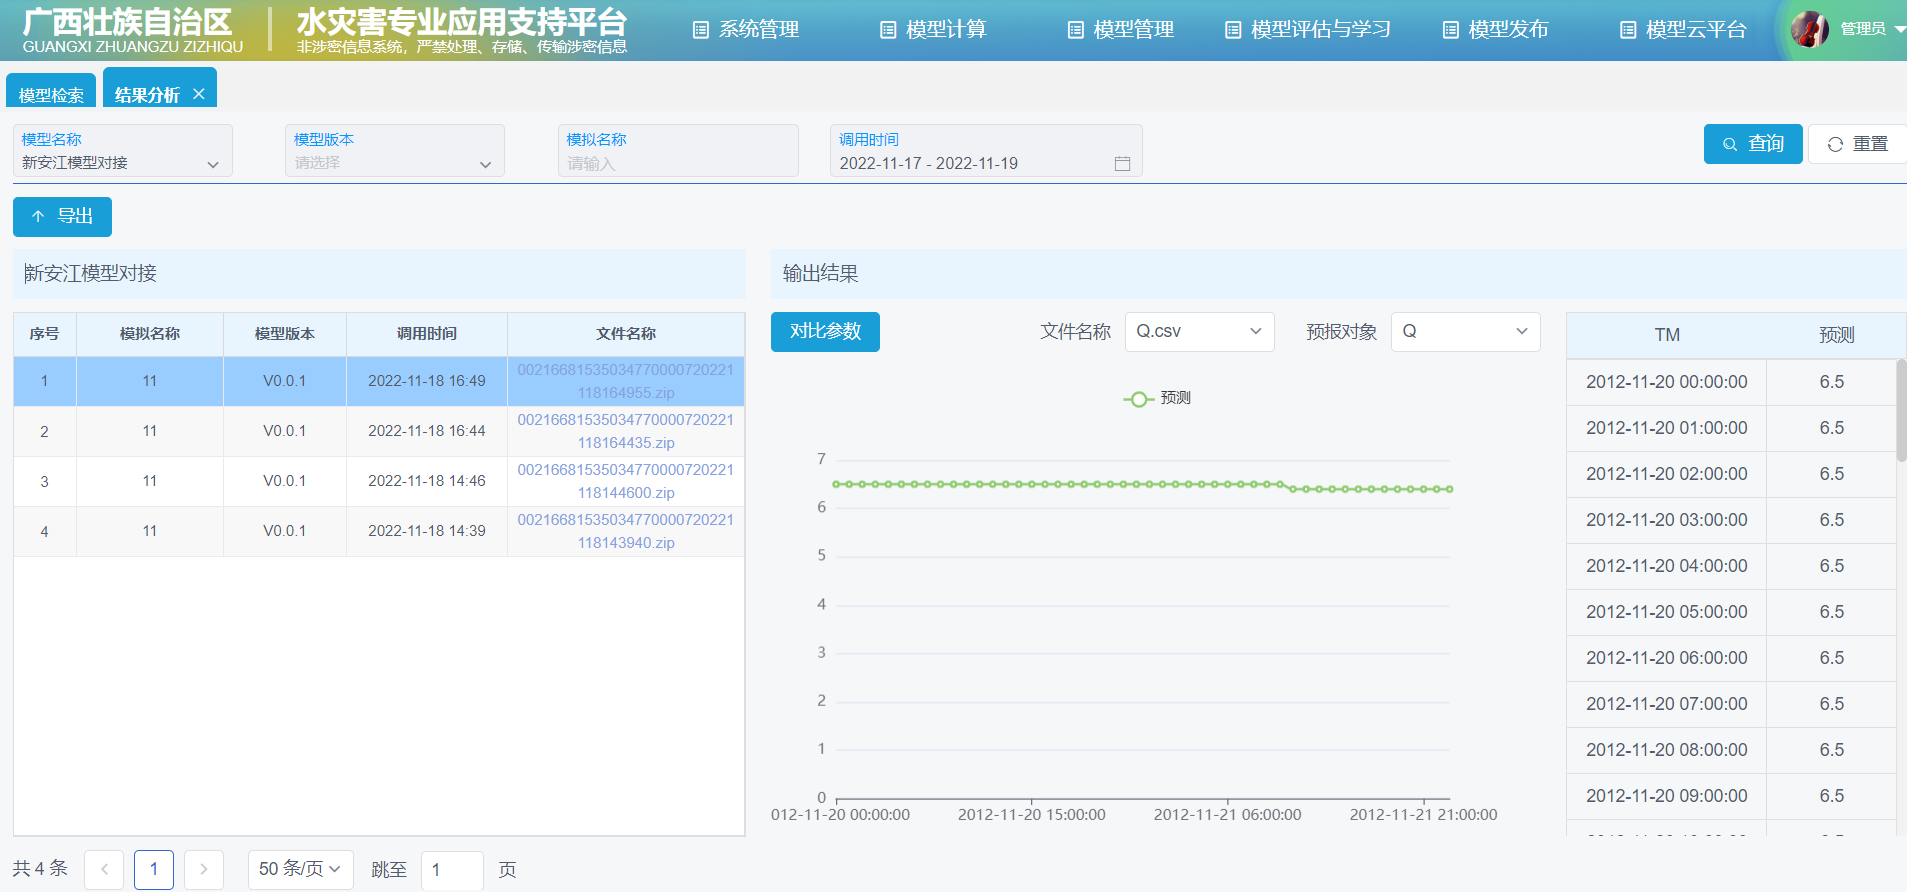 广西壮族自治区
GUANGXI ZHUANGZU ZIZHIQU
水灾害专业应用支持平台
非涉密信息系统，严禁处理、存储、传输涉密信息
系统管理
模型计算
模型管理
模型评估与学习
模型发布
模型云平台
管理员
模型检索
结果分析
模型名称
新安江模型对接
模型版本
请选择
模拟名称
请输入
调用时间
2022-11-17 - 2022-11-19
查询
重置
导出
新安江模型对接
序号 模拟名称 模型版本 调用时间 文件名称
1 11 V0.0.1 2022-11-18 16:49 00216681535034770000720221
118164955.zip
2 11 V0.0.1 2022-11-18 16:44 00216681535034770000720221
118164435.zip
3 11 V0.0.1 2022-11-18 14:46 00216681535034770000720221
118144600.zip
4 11 V0.0.1 2022-11-18 14:39 00216681535034770000720221
118143940.zip
共 4 条
1
50 条/页
跳至 1 页
输出结果
对比参数
文件名称 Q.csv
预报对象 Q
预测
7
6
5
4
3
2
1
0
012-11-20 00:00:00 2012-11-20 15:00:00 2012-11-21 06:00:00 2012-11-21 21:00:00
TM 预测
2012-11-20 00:00:00 6.5
2012-11-20 01:00:00 6.5
2012-11-20 02:00:00 6.5
2012-11-20 03:00:00 6.5
2012-11-20 04:00:00 6.5
2012-11-20 05:00:00 6.5
2012-11-20 06:00:00 6.5
2012-11-20 07:00:00 6.5
2012-11-20 08:00:00 6.5
2012-11-20 09:00:00 6.5